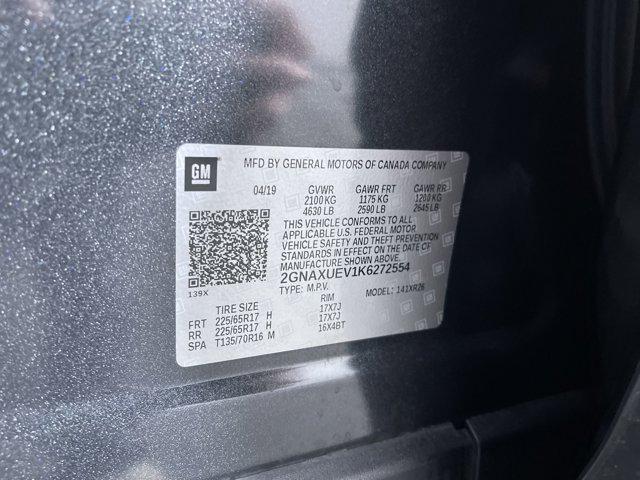 GM
MFD BY GENERAL MOTORS OF CANADA COMPANY
04/19 GVWR GAWR FRT GAWR RR
2100 KG 1175 KG 1200 KG
4630 LB 2590 LB 2645 LB
THIS VEHICLE CONFORMS TO ALL
APPLICABLE U.S. FEDERAL MOTOR
VEHICLE SAFETY AND THEFT PREVENTION
STANDARDS IN EFFECT ON THE DATE OF
MANUFACTURE SHOWN ABOVE.
2GNAXUEV1K6272554
139X
TYPE: M.P.V. MODEL: 141XR26
TIRE SIZE RIM
FRT 225/65R17 H 17X7J
RR 225/65R17 H 17X7J
SPA T135/70R16 M 16X4BT